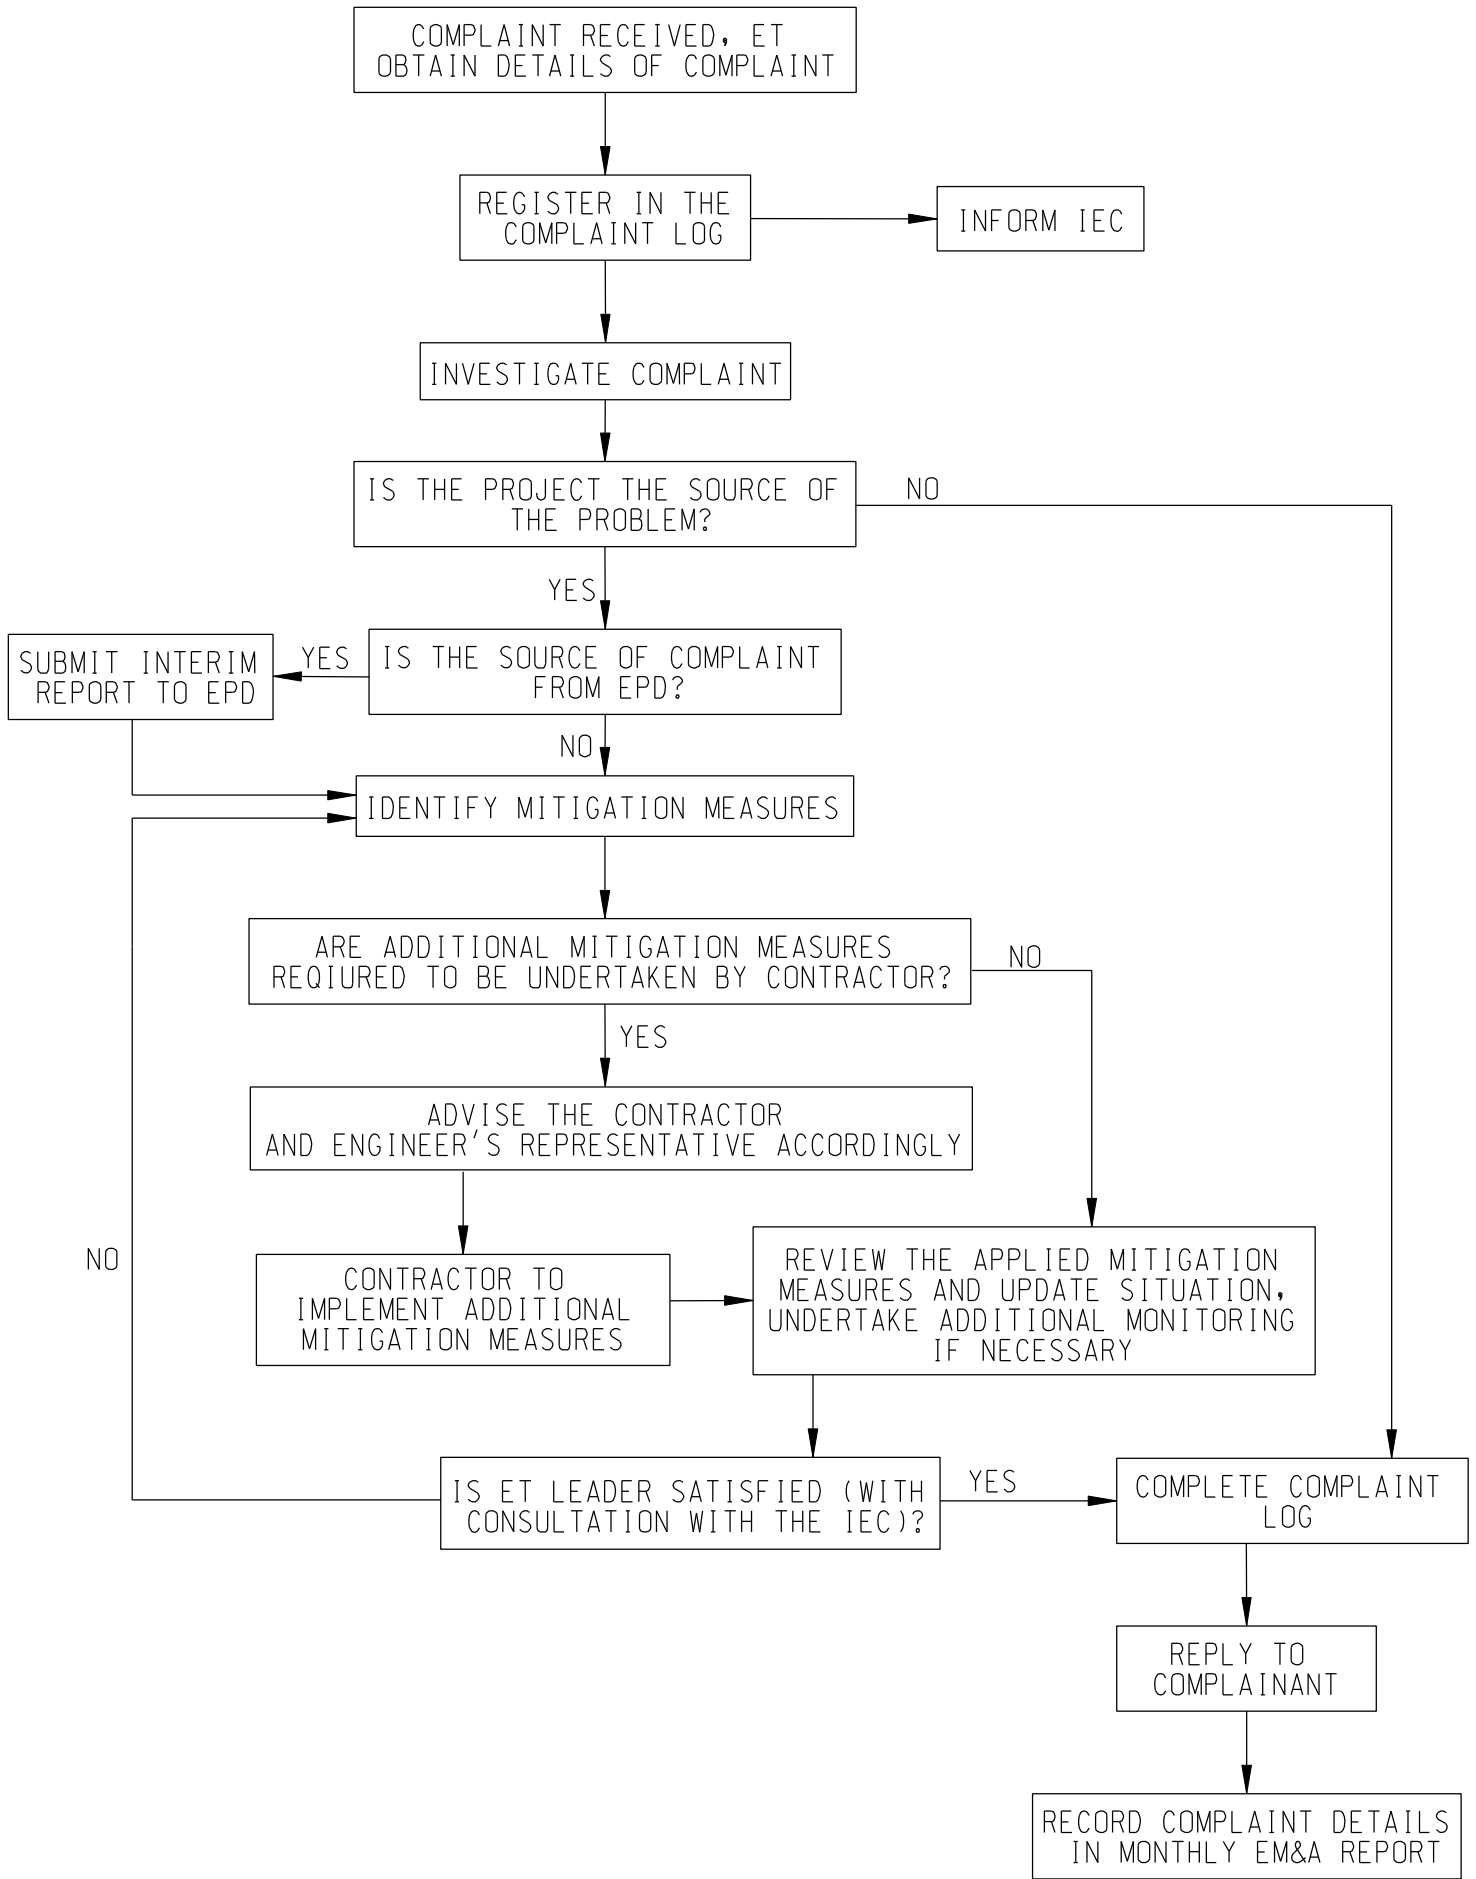 COMPLAINT RECEIVED, ET
OBTAIN DETAILS OF COMPLAINT
REGISTER IN THE
COMPLAINT LOG
INFORM IEC
INVESTIGATE COMPLAINT
IS THE PROJECT THE SOURCE OF
THE PROBLEM?
NO
YES
SUBMIT INTERIM
REPORT TO EPD
YES
IS THE SOURCE OF COMPLAINT
FROM EPD?
NO
IDENTIFY MITIGATION MEASURES
ARE ADDITIONAL MITIGATION MEASURES
REQIURED TO BE UNDERTAKEN BY CONTRACTOR?
NO
YES
ADVISE THE CONTRACTOR
AND ENGINEER'S REPRESENTATIVE ACCORDINGLY
NO
CONTRACTOR TO
IMPLEMENT ADDITIONAL
MITIGATION MEASURES
REVIEW THE APPLIED MITIGATION
MEASURES AND UPDATE SITUATION,
UNDERTAKE ADDITIONAL MONITORING
IF NECESSARY
IS ET LEADER SATISFIED (WITH
CONSULTATION WITH THE IEC)?
YES
COMPLETE COMPLAINT
LOG
REPLY TO
COMPLAINANT
RECORD COMPLAINT DETAILS
IN MONTHLY EM&A REPORT